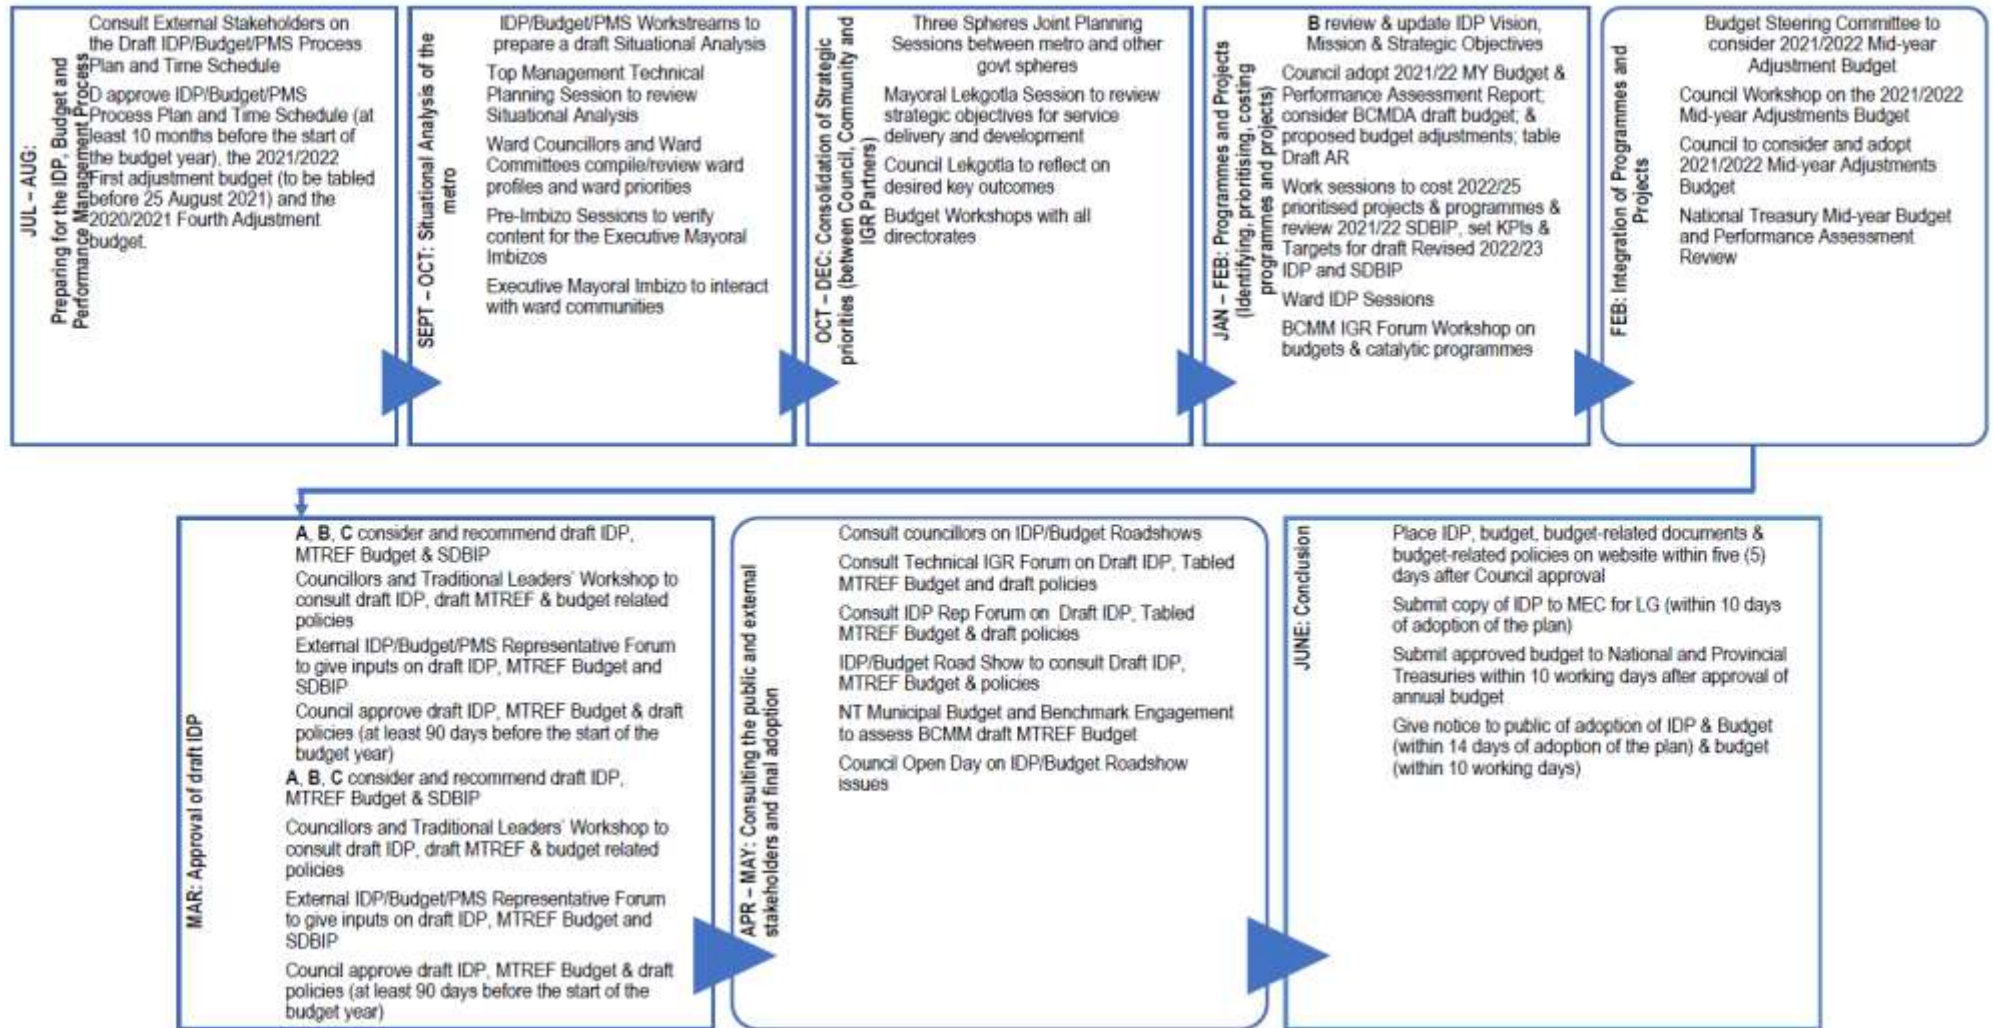 JUL – AUG:
Preparing for the IDP, Budget and
Performance Management Process
Consult External Stakeholders on
the Draft IDP/Budget/PMS Process
Plan and Time Schedule
D approve IDP/Budget/PMS
Process Plan and Time Schedule (at
least 10 months before the start of
the budget year), the 2021/2022
First adjustment budget (to be tabled
before 25 August 2021) and the
2020/2021 Fourth Adjustment
budget.
SEPT – OCT: Situational Analysis of the
metro
IDP/Budget/PMS Workstreams to
prepare a draft Situational Analysis
Top Management Technical
Planning Session to review
Situational Analysis
Ward Councillors and Ward
Committees compile/review ward
profiles and ward priorities
Pre-Imbizo Sessions to verify
content for the Executive Mayoral
Imbizos
Executive Mayoral Imbizo to interact
with ward communities
OCT – DEC: Consolidation of Strategic
priorities (between Council, Community and
IGR Partners)
Three Spheres Joint Planning
Sessions between metro and other
govt spheres
Mayoral Lekgotla Session to review
strategic objectives for service
delivery and development
Council Lekgotla to reflect on
desired key outcomes
Budget Workshops with all
directorates
JAN – FEB: Programmes and Projects
(Identifying, prioritising, costing
programmes and projects)
B review & update IDP Vision,
Mission & Strategic Objectives
Council adopt 2021/22 MY Budget &
Performance Assessment Report;
consider BCMDA draft budget; &
proposed budget adjustments; table
Draft AR
Work sessions to cost 2022/25
prioritised projects & programmes &
review 2021/22 SDBIP, set KPIs &
Targets for draft Revised 2022/23
IDP and SDBIP
Ward IDP Sessions
BCMM IGR Forum Workshop on
budgets & catalytic programmes
FEB: Integration of Programmes and
Projects
Budget Steering Committee to
consider 2021/2022 Mid-year
Adjustment Budget
Council Workshop on the 2021/2022
Mid-year Adjustments Budget
Council to consider and adopt
2021/2022 Mid-year Adjustments
Budget
National Treasury Mid-year Budget
and Performance Assessment
Review
MAR: Approval of draft IDP
A, B, C consider and recommend draft IDP,
MTREF Budget & SDBIP
Councillors and Traditional Leaders' Workshop to
consult draft IDP, draft MTREF & budget related
policies
External IDP/Budget/PMS Representative Forum
to give inputs on draft IDP, MTREF Budget and
SDBIP
Council approve draft IDP, MTREF Budget & draft
policies (at least 90 days before the start of the
budget year)
A, B, C consider and recommend draft IDP,
MTREF Budget & SDBIP
Councillors and Traditional Leaders' Workshop to
consult draft IDP, draft MTREF & budget related
policies
External IDP/Budget/PMS Representative Forum
to give inputs on draft IDP, MTREF Budget and
SDBIP
Council approve draft IDP, MTREF Budget & draft
policies (at least 90 days before the start of the
budget year)
APR – MAY: Consulting the public and external
stakeholders and final adoption
Consult councillors on IDP/Budget Roadshows
Consult Technical IGR Forum on Draft IDP, Tabled
MTREF Budget and draft policies
Consult IDP Rep Forum on Draft IDP, Tabled
MTREF Budget & draft policies
IDP/Budget Road Show to consult Draft IDP,
MTREF Budget & policies
NT Municipal Budget and Benchmark Engagement
to assess BCMM draft MTREF Budget
Council Open Day on IDP/Budget Roadshow
issues
JUNE: Conclusion
Place IDP, budget, budget-related documents &
budget-related policies on website within five (5)
days after Council approval
Submit copy of IDP to MEC for LG (within 10 days
of adoption of the plan)
Submit approved budget to National and Provincial
Treasuries within 10 working days after approval of
annual budget
Give notice to public of adoption of IDP & Budget
(within 14 days of adoption of the plan) & budget
(within 10 working days)